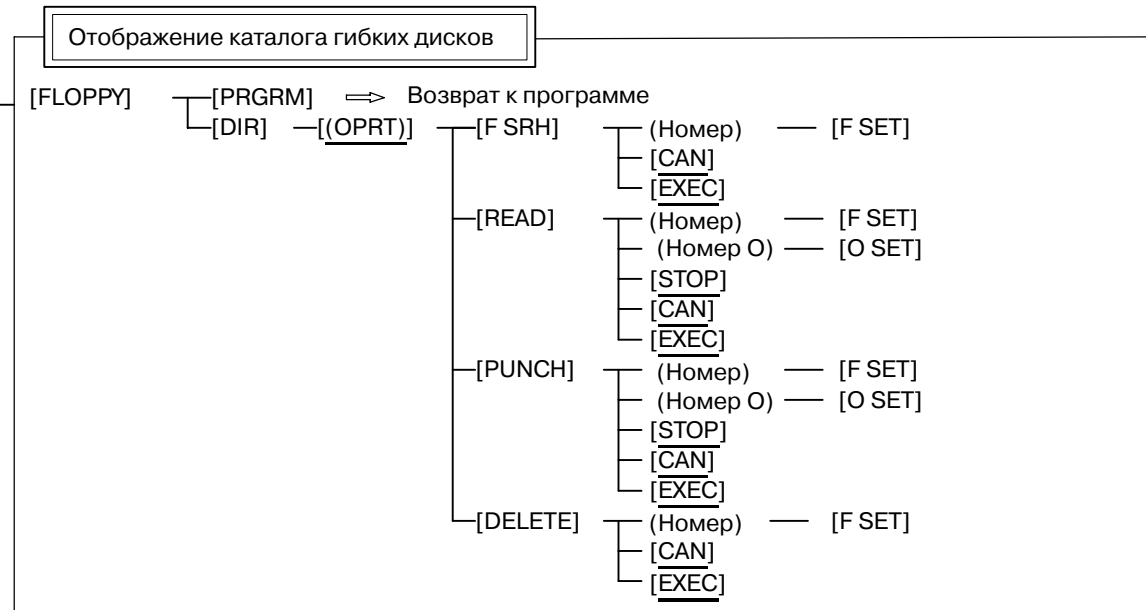 Отображение каталога гибких дисков
[FLOPPY] [PRGRM] Возврат к программе
[DIR] [(OPRT)] [F SRH] (Номер) [F SET]
[CAN]
[EXEC]
[READ] (Номер) [F SET]
(Номер O) [O SET]
[STOP]
[CAN]
[EXEC]
[PUNCH] (Номер) [F SET]
(Номер O) [O SET]
[STOP]
[CAN]
[EXEC]
[DELETE] (Номер) [F SET]
[CAN]
[EXEC]